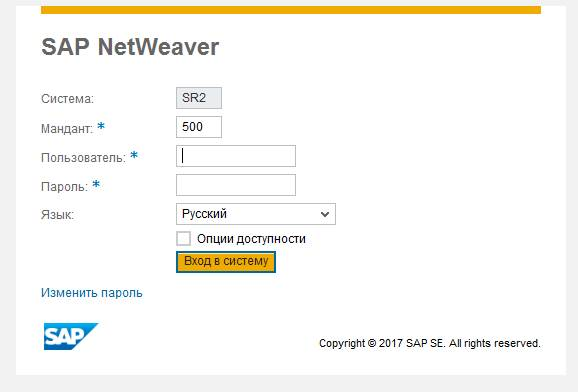 SAP NetWeaver
Система: SR2
Мандант: * 500
Пользователь: *
Пароль: *
Язык: Русский
Опции доступности
Вход в систему
Изменить пароль
SAP
Copyright © 2017 SAP SE. All rights reserved.